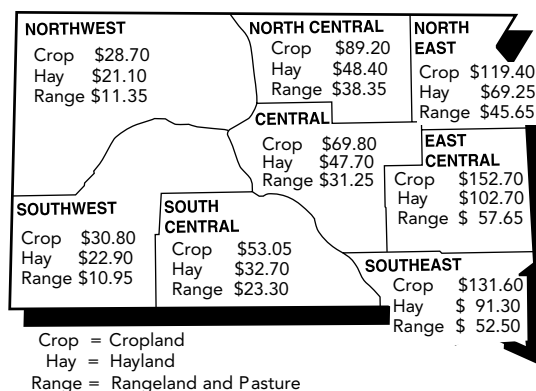 NORTHWEST
Crop $28.70
Hay $21.10
Range $11.35
NORTH CENTRAL
Crop $89.20
Hay $48.40
Range $38.35
NORTH
EAST
Crop $119.40
Hay $69.25
Range $45.65
CENTRAL
Crop $69.80
Hay $47.70
Range $31.25
EAST
CENTRAL
Crop $152.70
Hay $102.70
Range $ 57.65
SOUTHWEST
Crop $30.80
Hay $22.90
Range $10.95
SOUTH
CENTRAL
Crop $53.05
Hay $32.70
Range $23.30
SOUTHEAST
Crop $131.60
Hay $ 91.30
Range $ 52.50
Crop = Cropland
Hay = Hayland
Range = Rangeland and Pasture